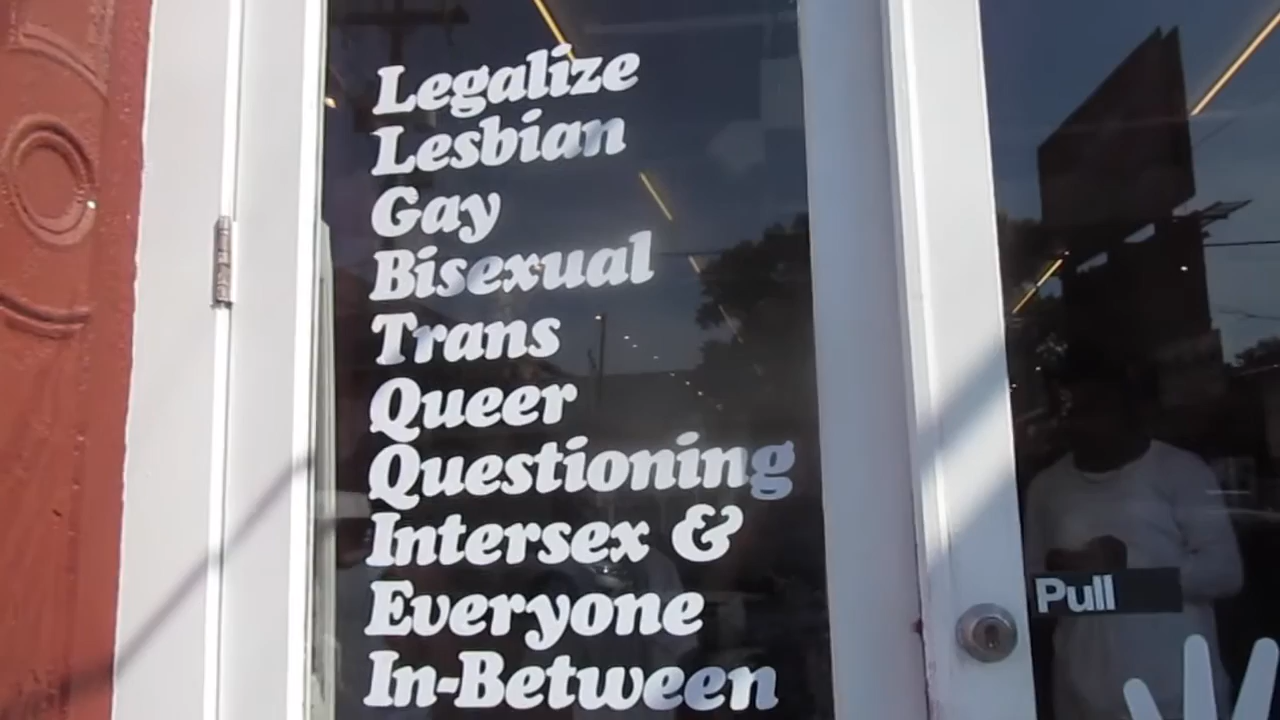 Legalize
Lesbian
Gay
Bisexual
Trans
Queer
Questioning
Intersex &
Everyone
In-Between
Pull